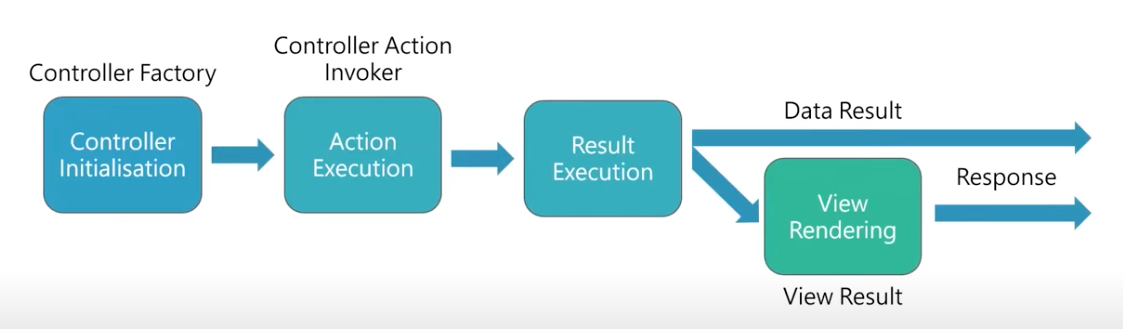 Controller Factory
Controller
Initialisation
Controller Action
Invoker
Action
Execution
Result
Execution
Data Result
View
Rendering
View Result
Response